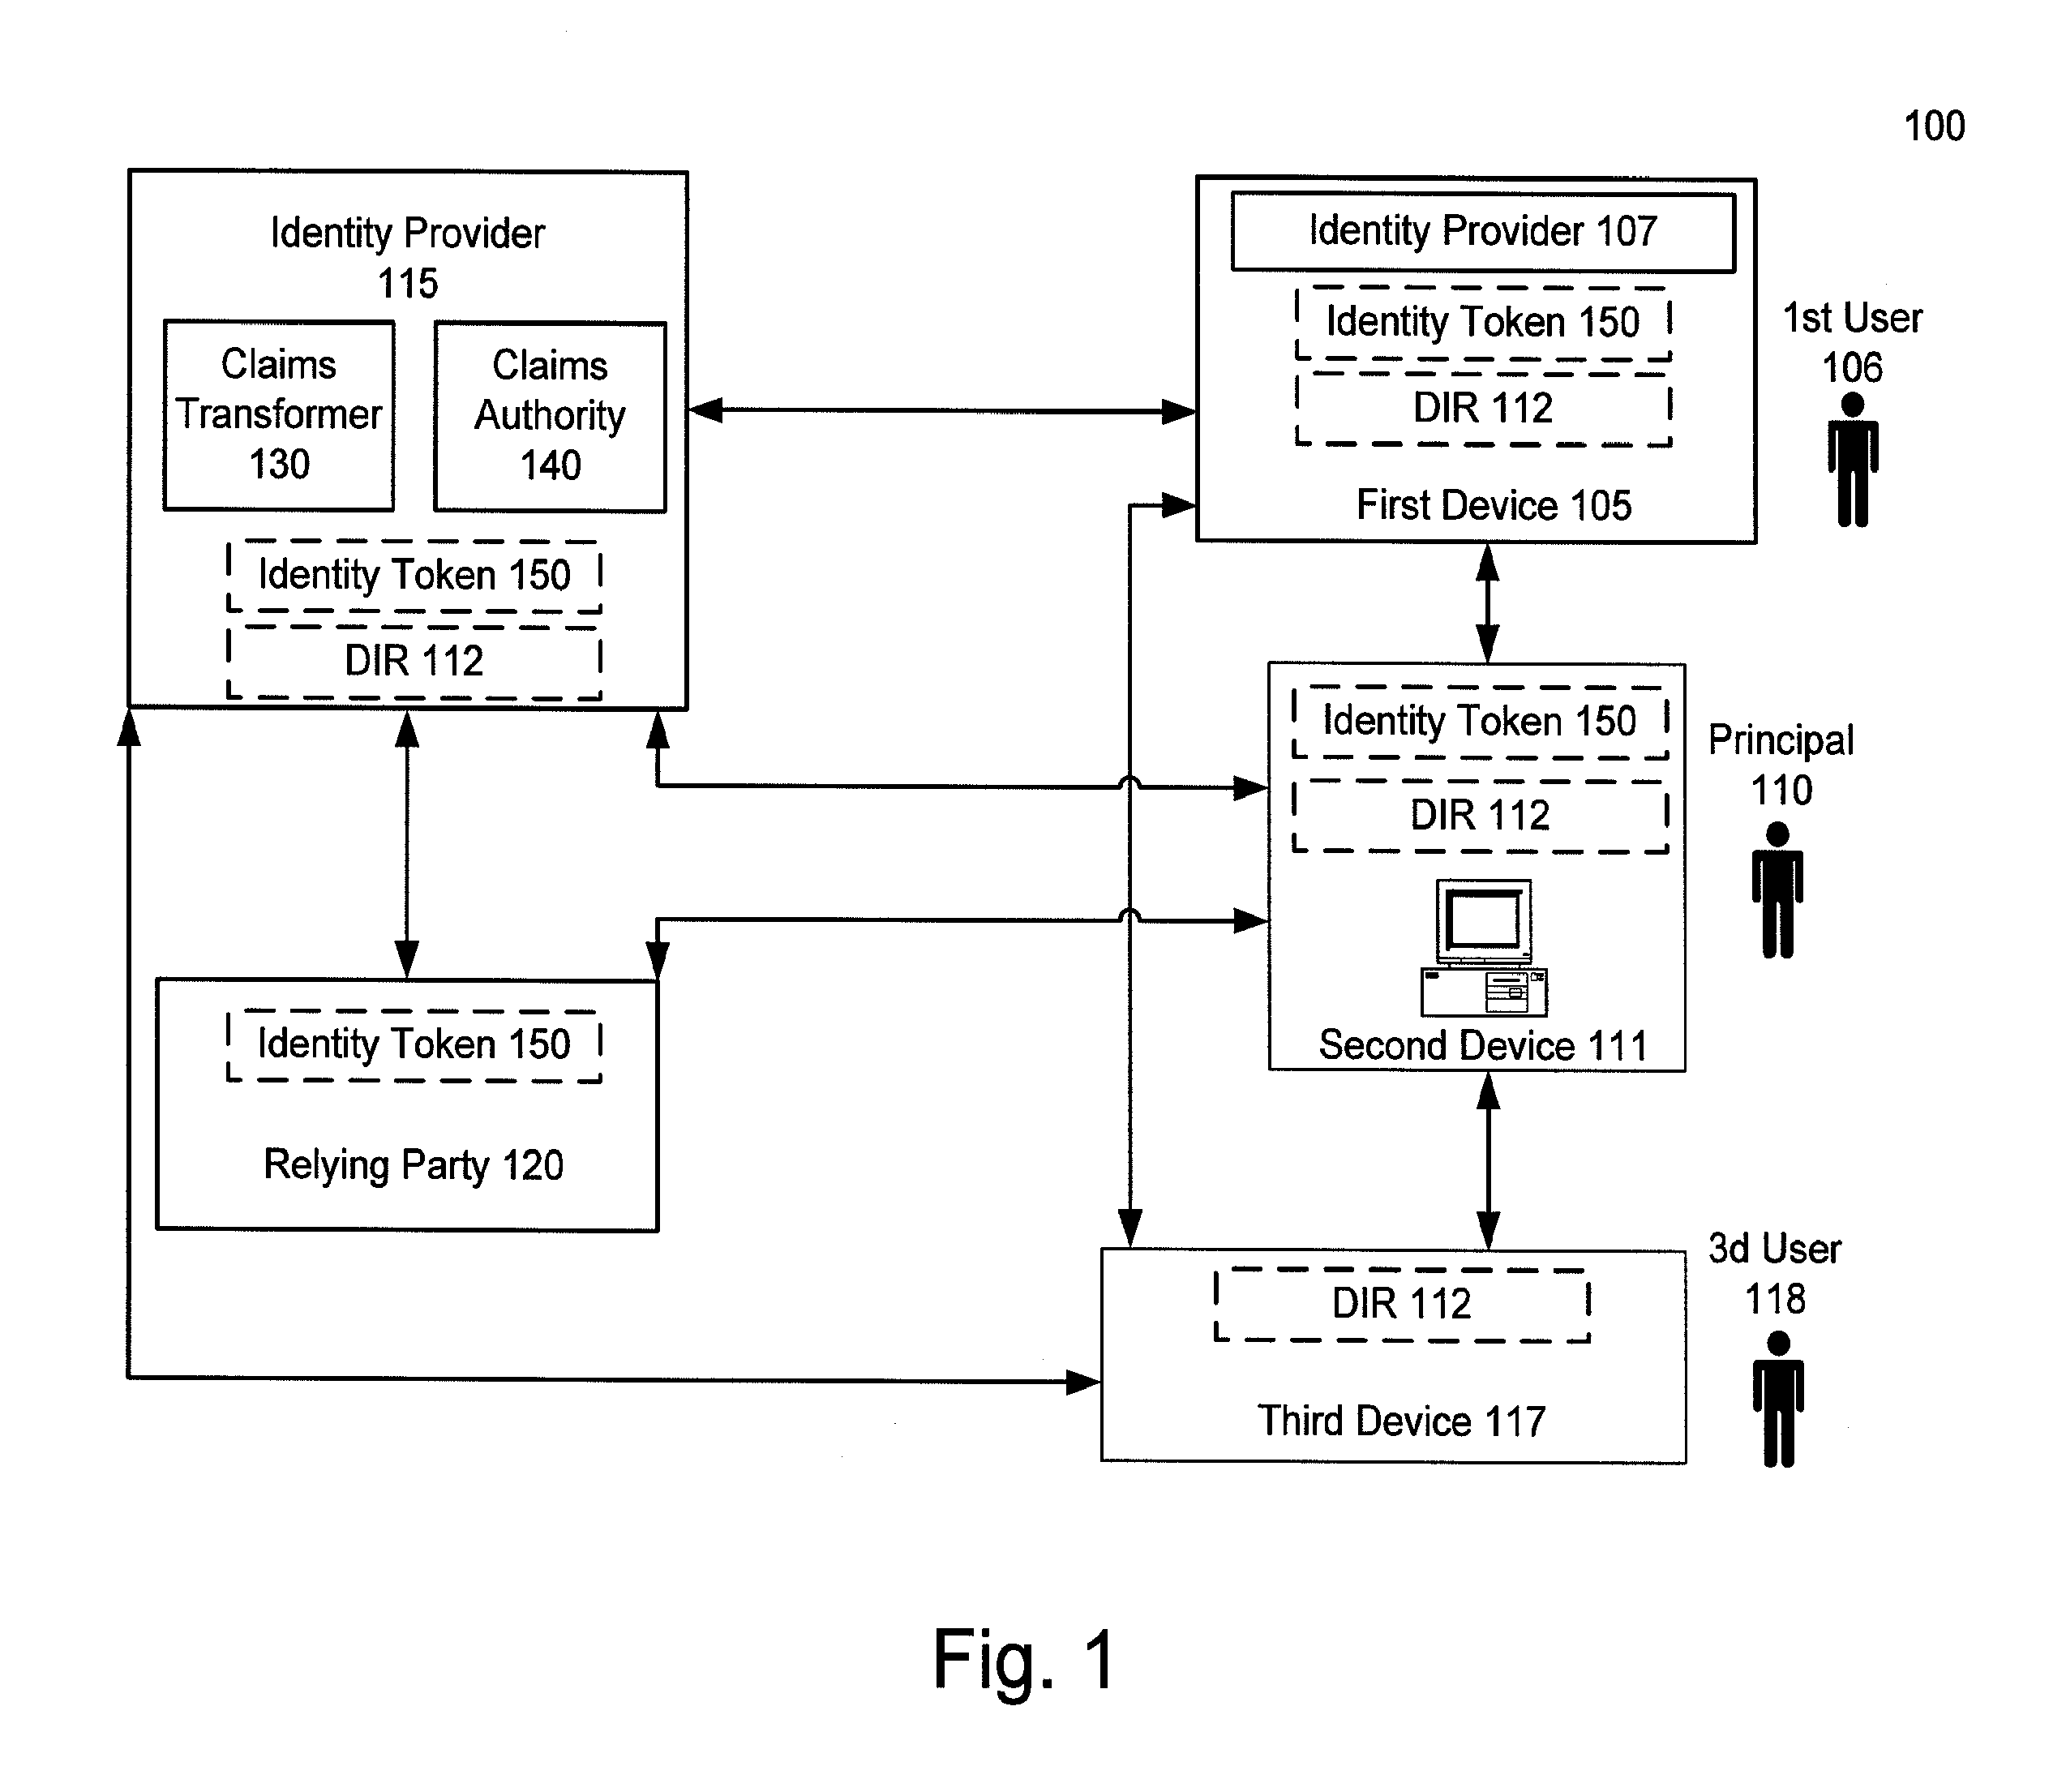 100
Identity Provider
115
Claims
Transformer
130
Claims
Authority
140
Identity Token 150
DIR 112
Identity Provider 107
Identity Token 150
DIR 112
First Device 105
1st User
106
Identity Token 150
DIR 112
Second Device 111
Principal
110
Identity Token 150
Relying Party 120
DIR 112
Third Device 117
3d User
118
Fig. 1